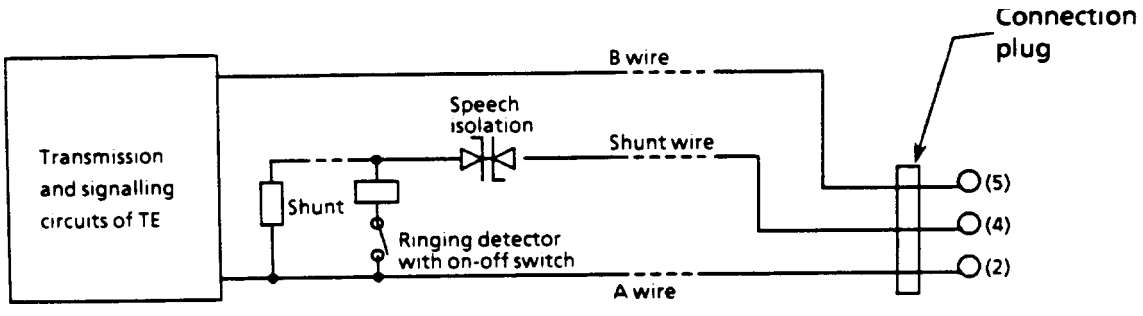 Connection
plug
B wire
Speech
isolation
Shunt wire
Transmission
and signalling
circuits of TE
Shunt
Ringing detector
with on-off switch
A wire
(5)
(4)
(2)